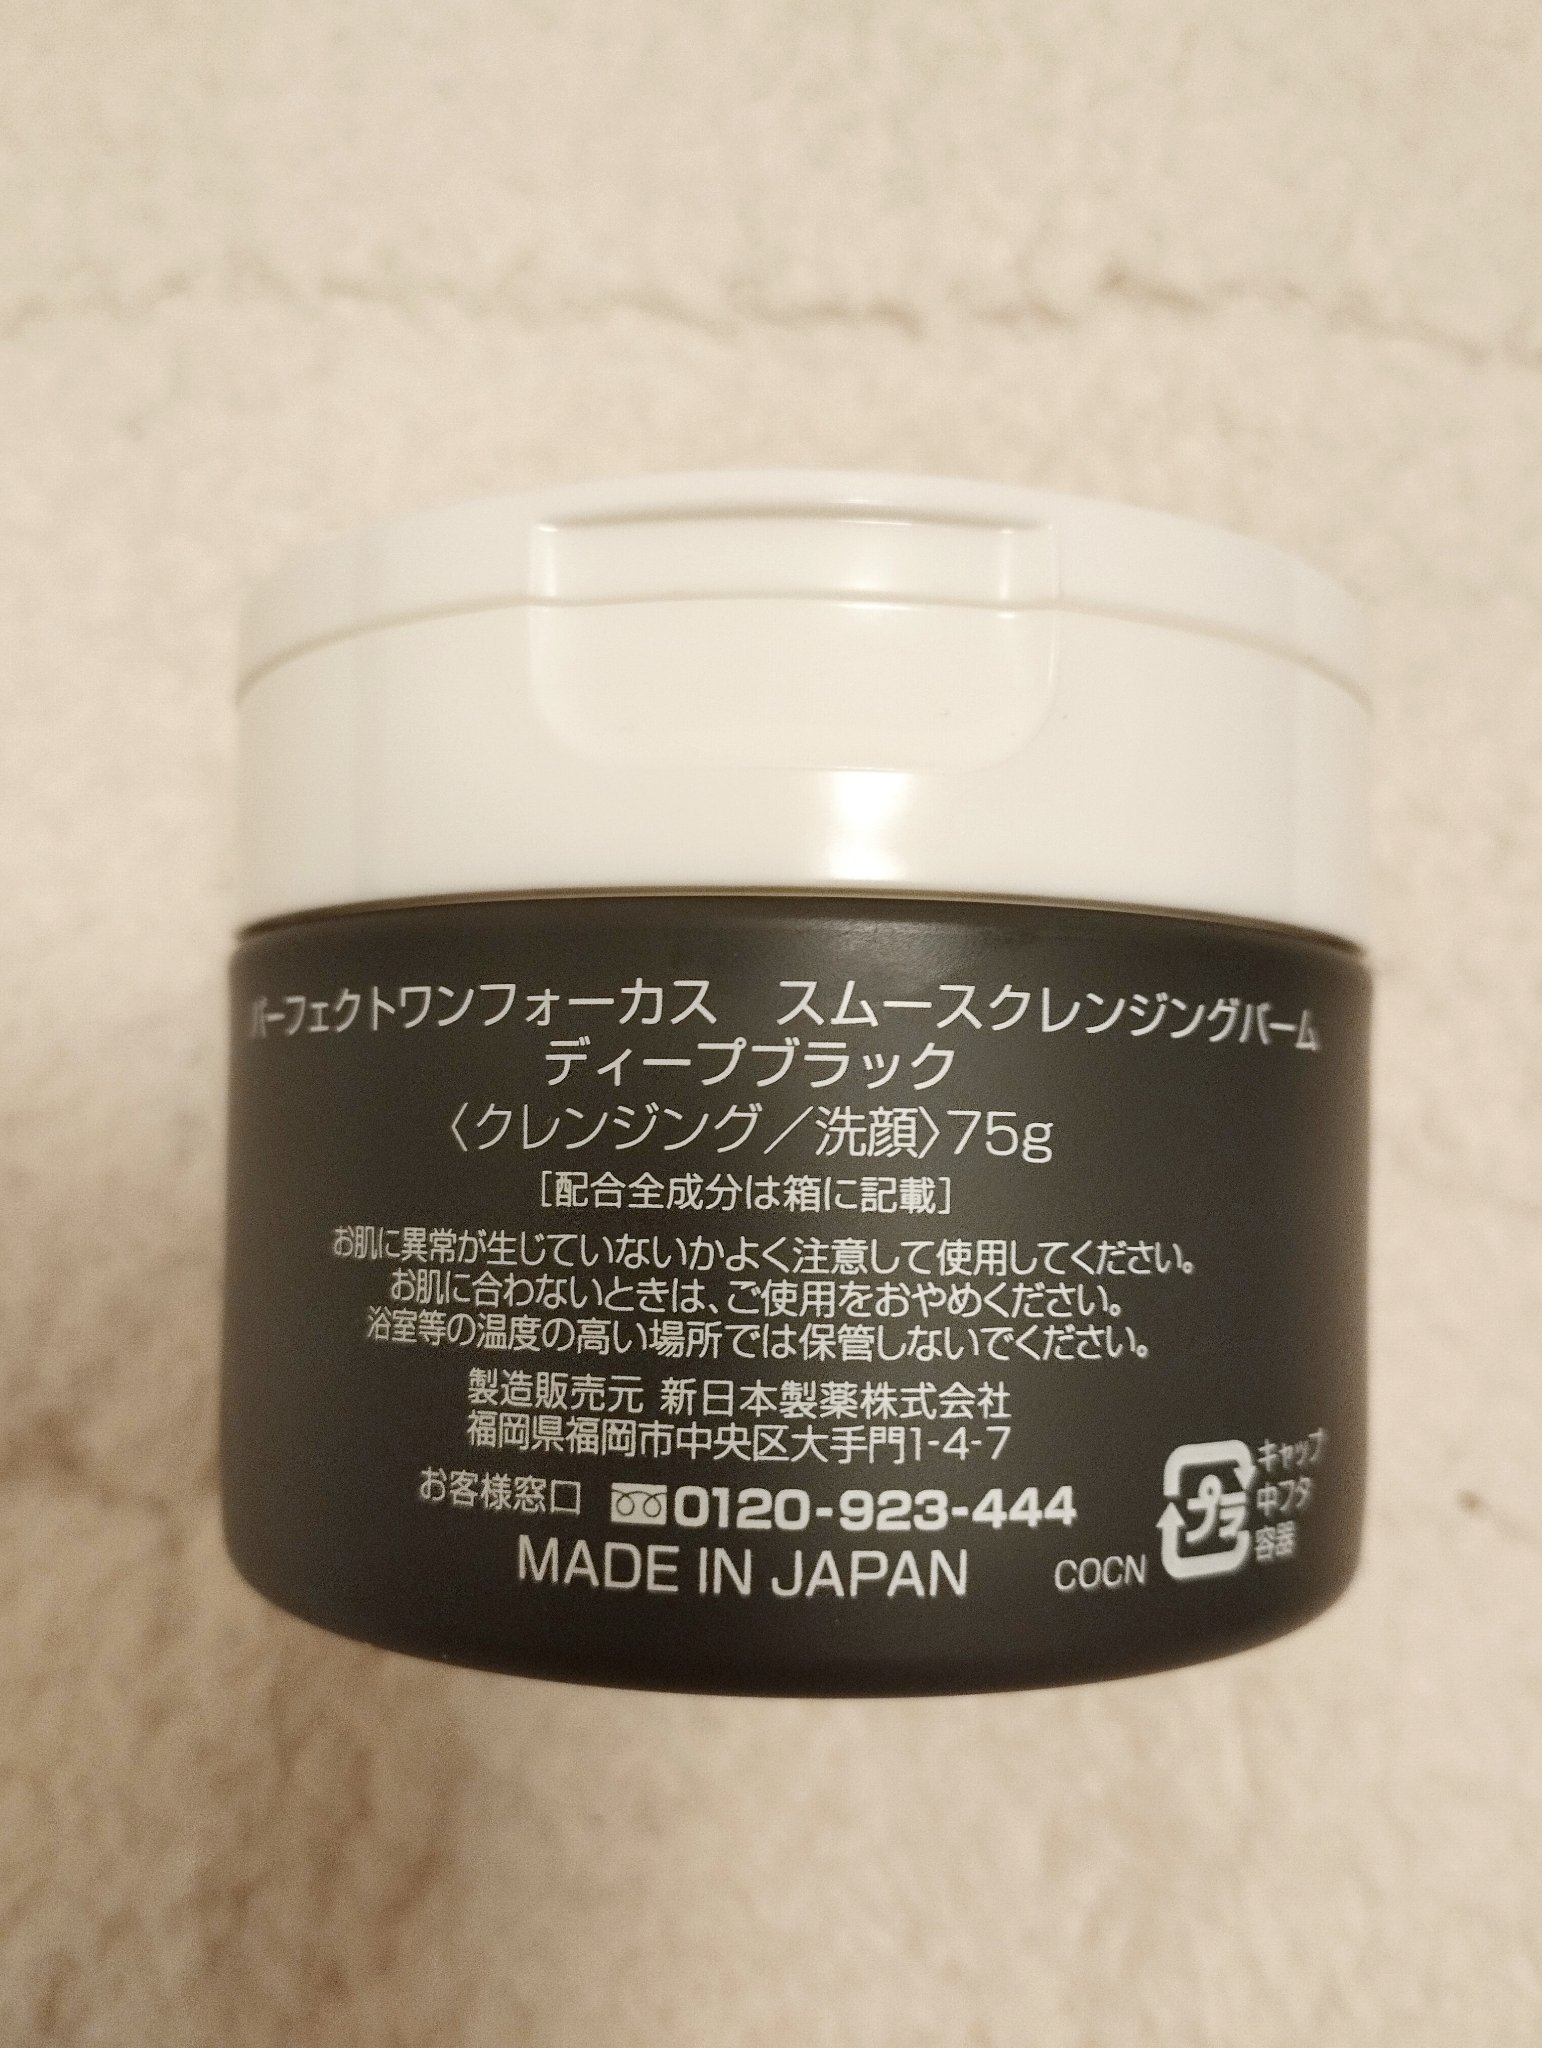 パーフェクトワンフォーカス　スムースクレンジングバーム
ディープブラック
〈クレンジング／洗顔〉75g
[配合全成分は箱に記載]
お肌に異常が生じていないかよく注意して使用してください。
お肌に合わないときは、ご使用をおやめください。
浴室等の温度の高い場所では保管しないでください。
製造販売元 新日本製薬株式会社
福岡県福岡市中央区大手門1-4-7
お客様窓口 0120-923-444
MADE IN JAPAN
COCN
プラ
キャップ
中フタ
容器